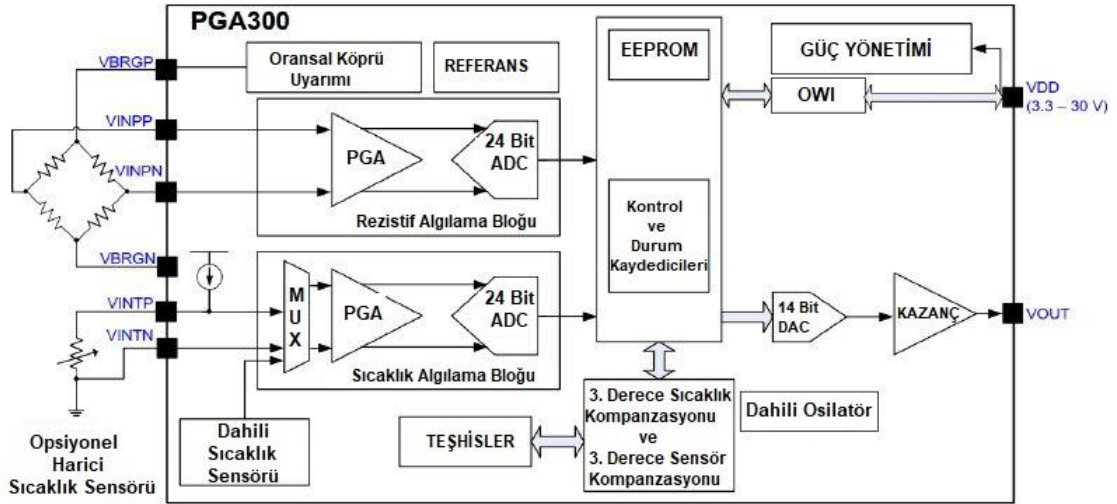 PGA300
VBRGP
Oransal Köprü
Uyarımı
REFERANS
EEPROM
GÜÇ YÖNETİMİ
OWI
VDD
(3.3 – 30 V)
VINPP
VINPN
PGA
24 Bit
ADC
Rezistif Algılama Bloğu
Kontrol
ve
Durum
Kaydedicileri
VBRGN
VINTP
VINTN
M
U
X
PGA
24 Bit
ADC
Sıcaklık Algılama Bloğu
14 Bit
DAC
KAZANÇ
VOUT
Opsiyonel
Harici
Sıcaklık Sensörü
Dahili
Sıcaklık
Sensörü
TEŞHİSLER
3. Derece Sıcaklık
Kompanzasyonu
ve
3. Derece Sensör
Kompanzasyonu
Dahili Osilatör